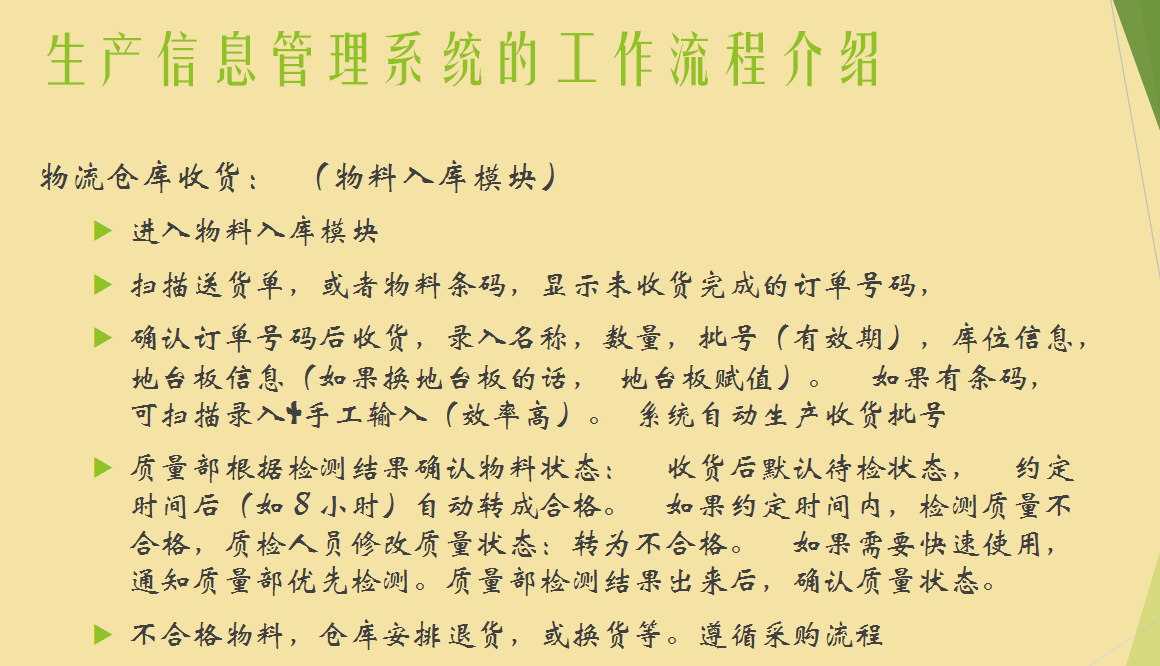 生产信息管理系统的工作流程介绍
物流仓库收货： （物料入库模块）
进入物料入库模块
扫描送货单，或者物料条码，显示未收货完成的订单号码，
确认订单号码后收货，录入名称，数量，批号（有效期），库位信息，
地台板信息（如果换地台板的话， 地台板赋值）。 如果有条码，
可扫描录入+手工输入（效率高）。 系统自动生产收货批号
质量部根据检测结果确认物料状态： 收货后默认待检状态， 约定
时间后（如8小时）自动转成合格。 如果约定时间内，检测质量不
合格，质检人员修改质量状态：转为不合格。 如果需要快速使用，
通知质量部优先检测。质量部检测结果出来后，确认质量状态。
不合格物料，仓库安排退货，或换货等。遵循采购流程